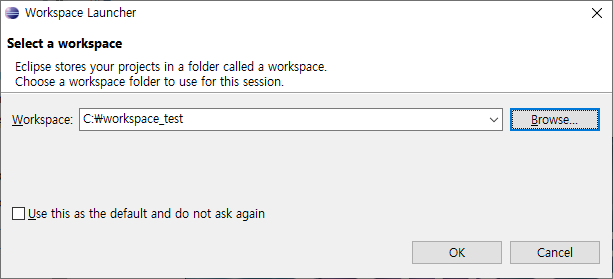 Workspace Launcher
Select a workspace
Eclipse stores your projects in a folder called a workspace.
Choose a workspace folder to use for this session.
Workspace: C:₩workspace_test Browse...
Use this as the default and do not ask again
OK Cancel